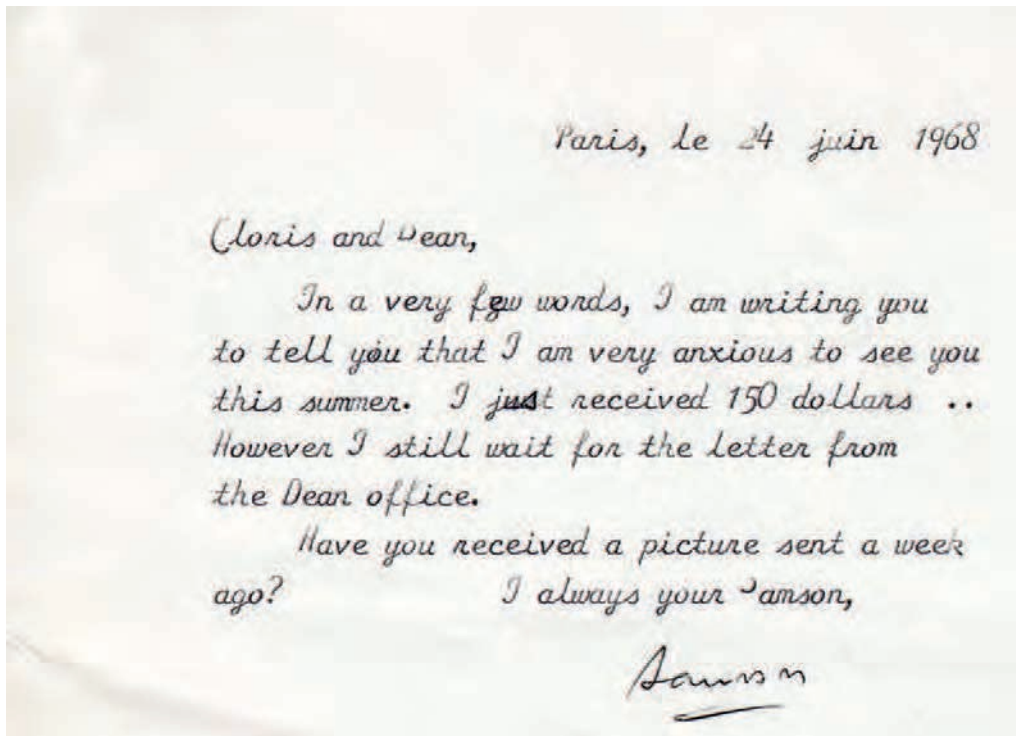 Paris, le 24 juin 1968
Cloris and Dean,
In a very few words, I am writing you
to tell you that I am very anxious to see you
this summer. I just received 150 dollars ..
However I still wait for the letter from
the Dean office.
Have you received a picture sent a week
ago? I always your Samson,
Samson